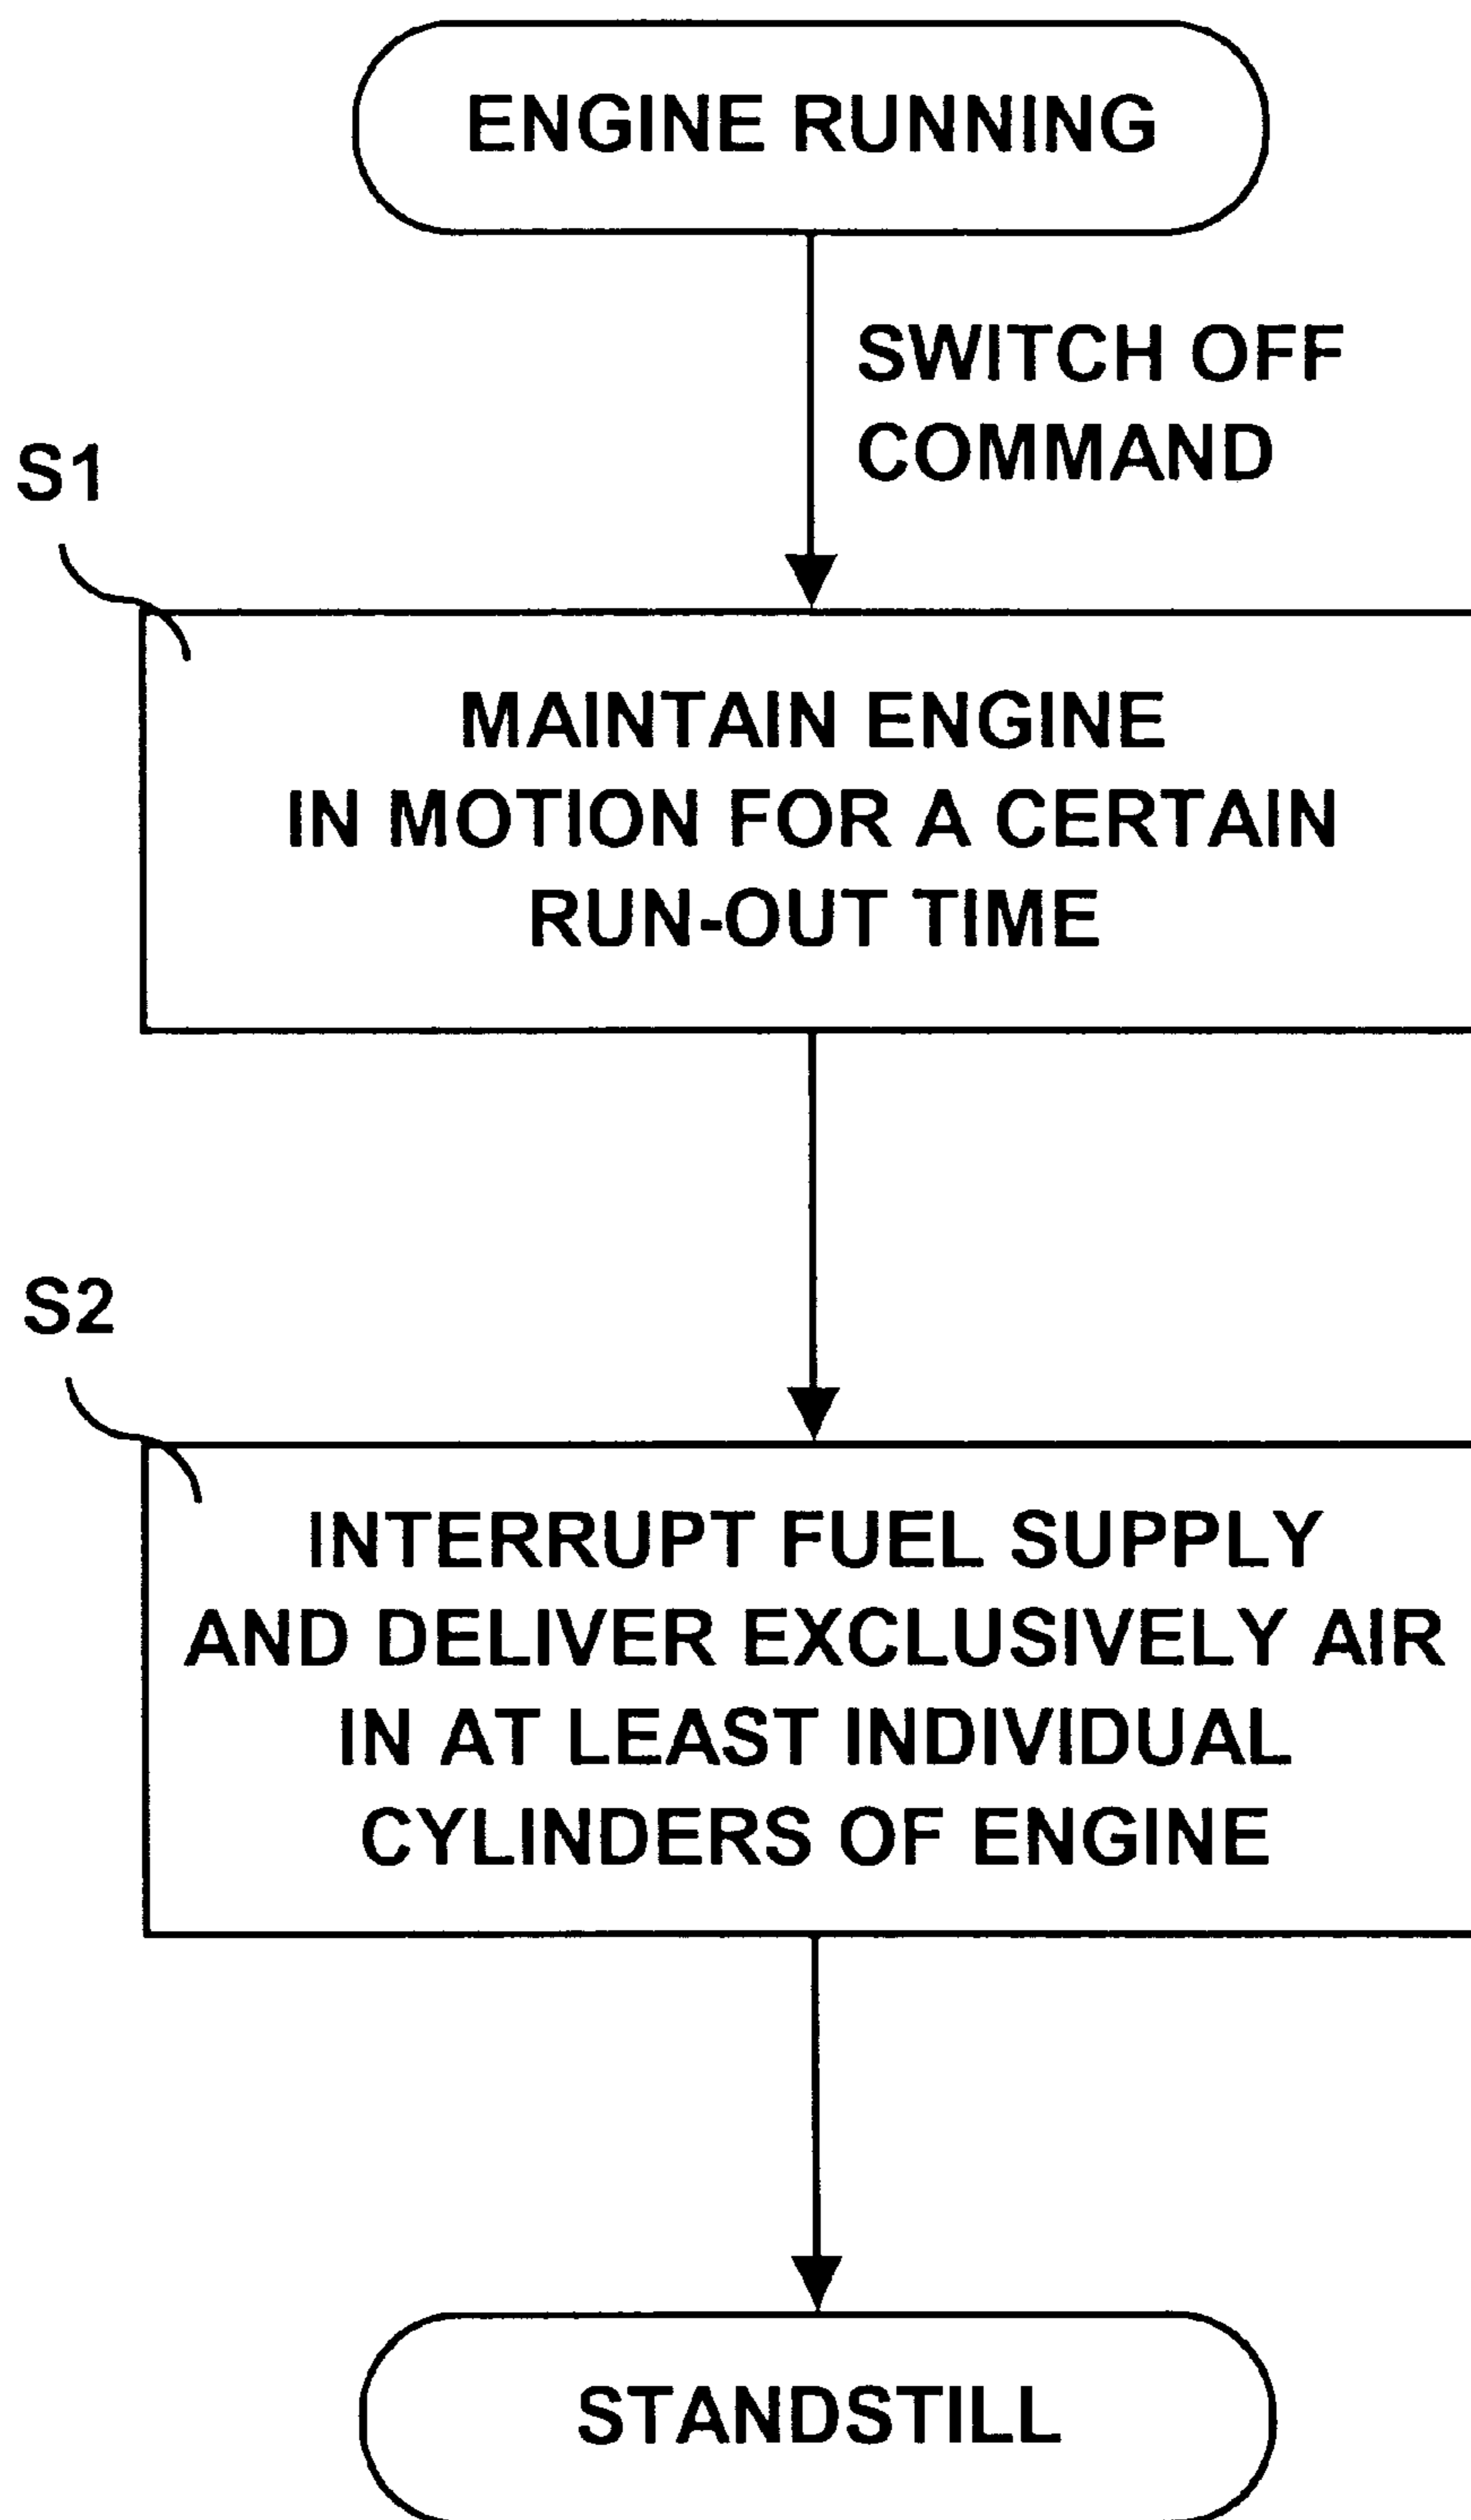 ENGINE RUNNING
SWITCH OFF
COMMAND
S1
MAINTAIN ENGINE
IN MOTION FOR A CERTAIN
RUN-OUT TIME
S2
INTERRUPT FUEL SUPPLY
AND DELIVER EXCLUSIVELY AIR
IN AT LEAST INDIVIDUAL
CYLINDERS OF ENGINE
STANDSTILL